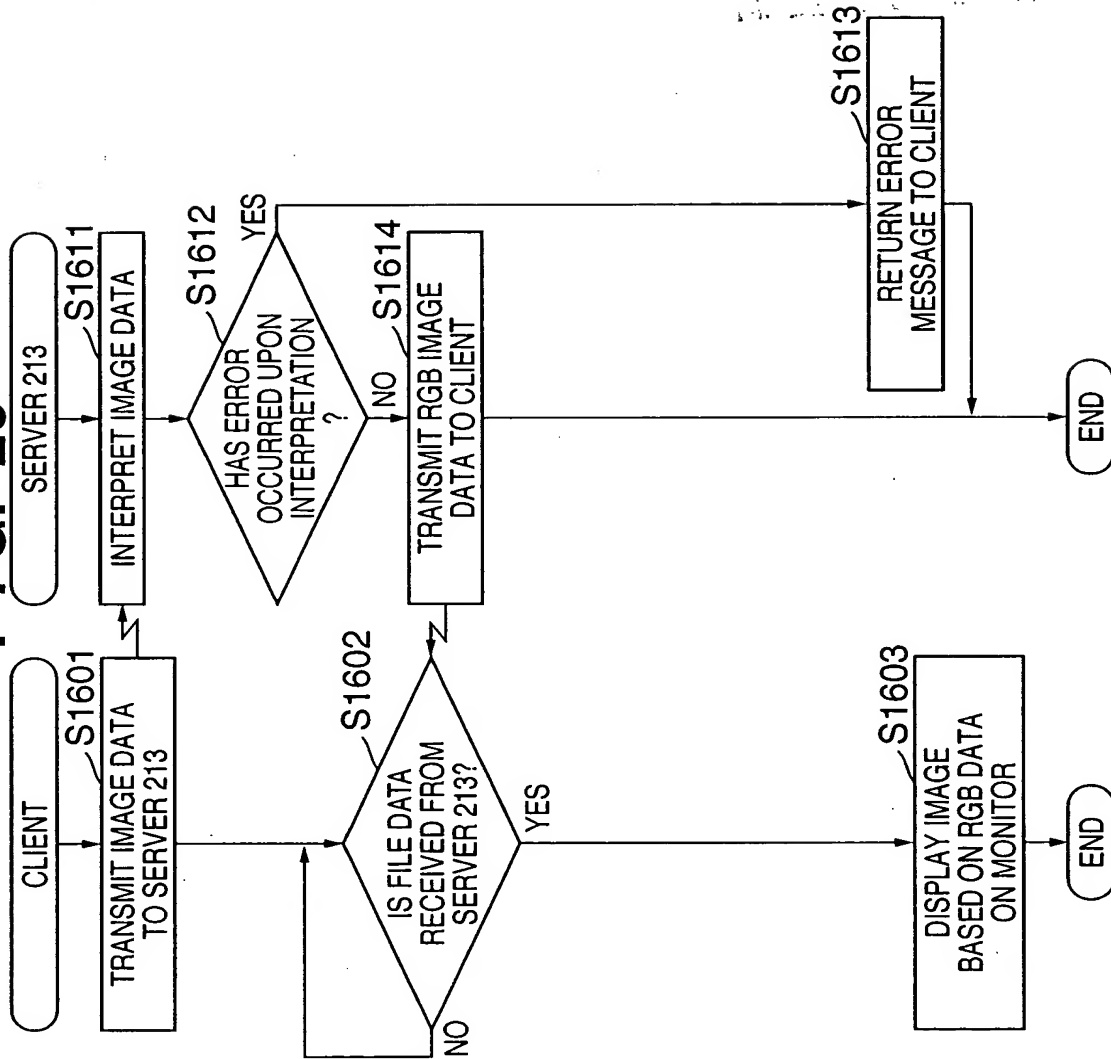 CLIENT
S1601
TRANSMIT IMAGE DATA
TO SERVER 213
S1602
IS FILE DATA
RECEIVED FROM
SERVER 213?
NO
YES
S1603
DISPLAY IMAGE
BASED ON RGB DATA
ON MONITOR
END
SERVER 213
S1611
INTERPRET IMAGE DATA
S1612
HAS ERROR
OCCURRED UPON
INTERPRETATION
?
YES
NO
S1614
TRANSMIT RGB IMAGE
DATA TO CLIENT
S1613
RETURN ERROR
MESSAGE TO CLIENT
END